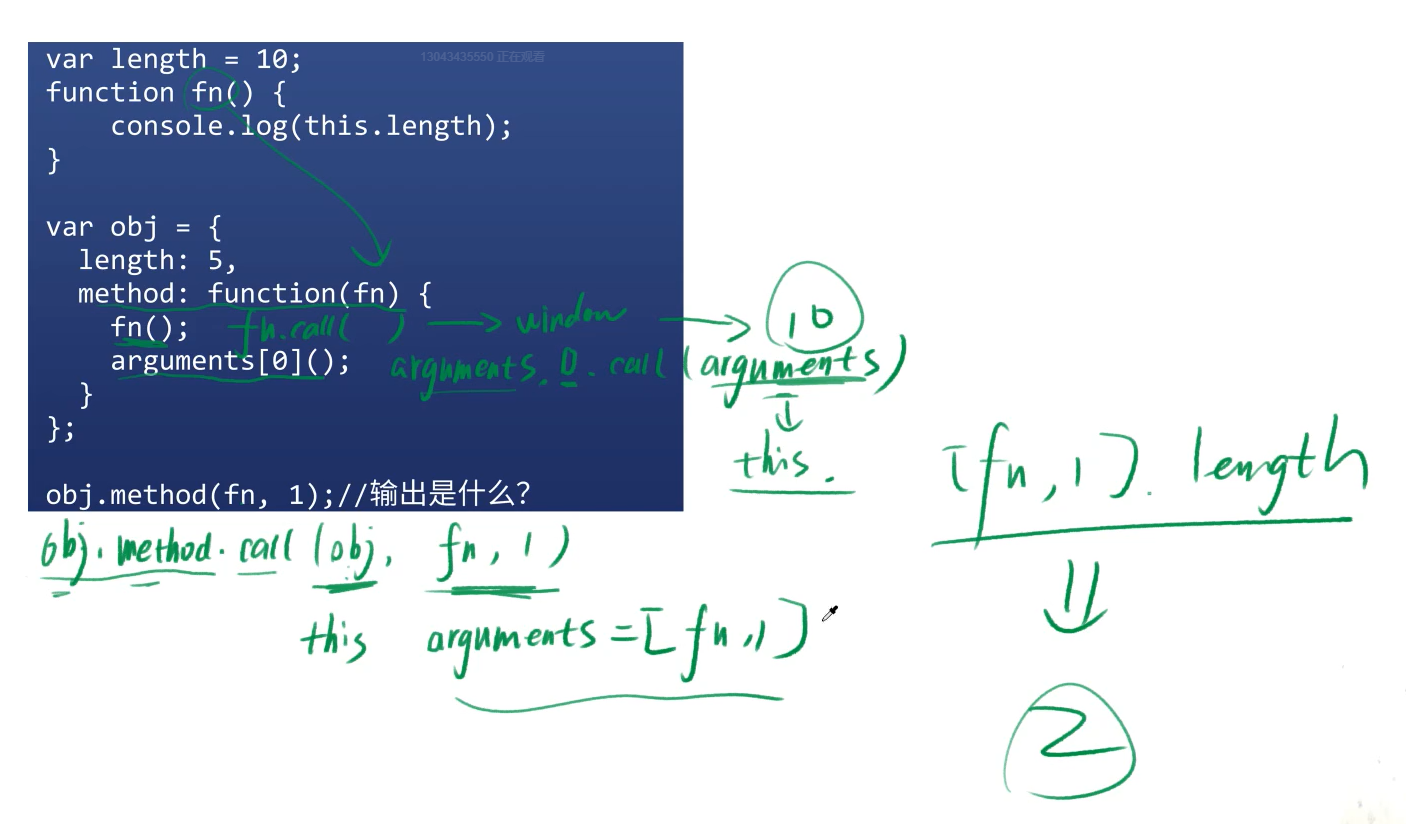 var length = 10;
13043435550 正在观看
function fn() {
console.log(this.length);
}
var obj = {
length: 5,
method: function(fn) {
fn(); fn.call( ) → window → 10
arguments[0](); arguments.0.call(arguments)
}
this.
};
[fn,1].length
obj.method(fn, 1);//输出是什么?
obj.method.call(obj, fn, 1)
this arguments=[fn,1]
2